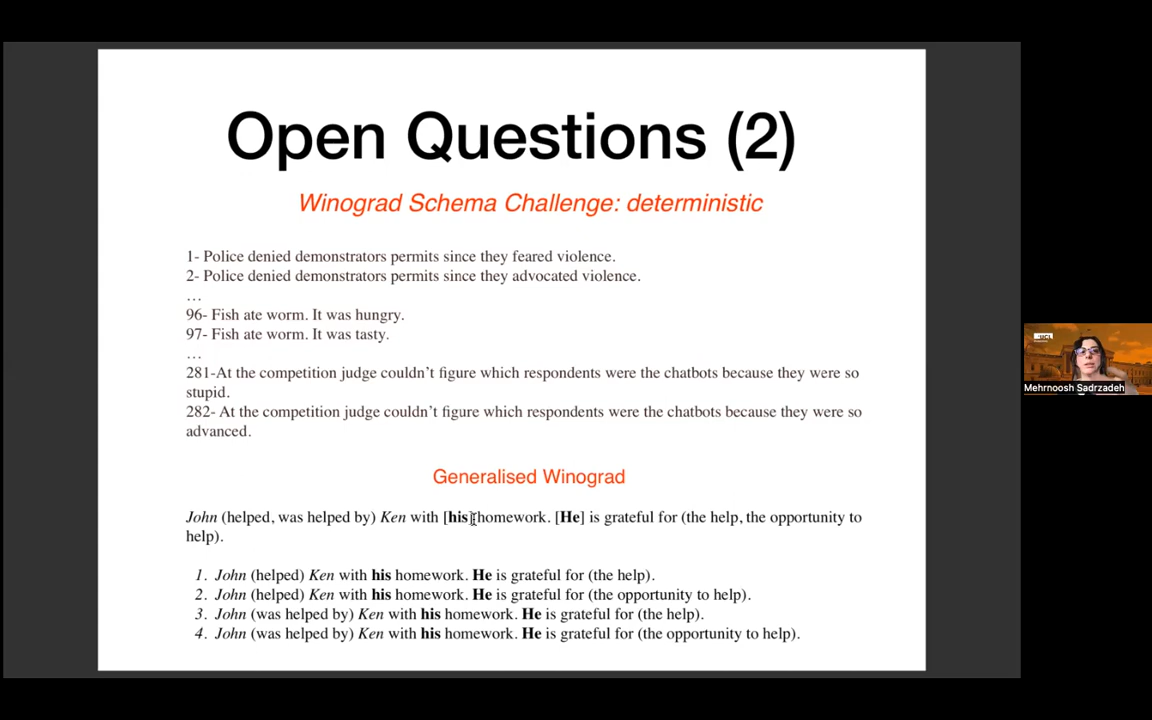 Open Questions (2)
Winograd Schema Challenge: deterministic
1- Police denied demonstrators permits since they feared violence.
2- Police denied demonstrators permits since they advocated violence.
…
96- Fish ate worm. It was hungry.
97- Fish ate worm. It was tasty.
…
281-At the competition judge couldn't figure which respondents were the chatbots because they were so
stupid.
282- At the competition judge couldn't figure which respondents were the chatbots because they were so
advanced.
Generalised Winograd
John (helped, was helped by) Ken with [his] homework. [He] is grateful for (the help, the opportunity to
help).
1. John (helped) Ken with his homework. He is grateful for (the help).
2. John (helped) Ken with his homework. He is grateful for (the opportunity to help).
3. John (was helped by) Ken with his homework. He is grateful for (the help).
4. John (was helped by) Ken with his homework. He is grateful for (the opportunity to help).
UCL
Mehrnoosh Sadrzadeh